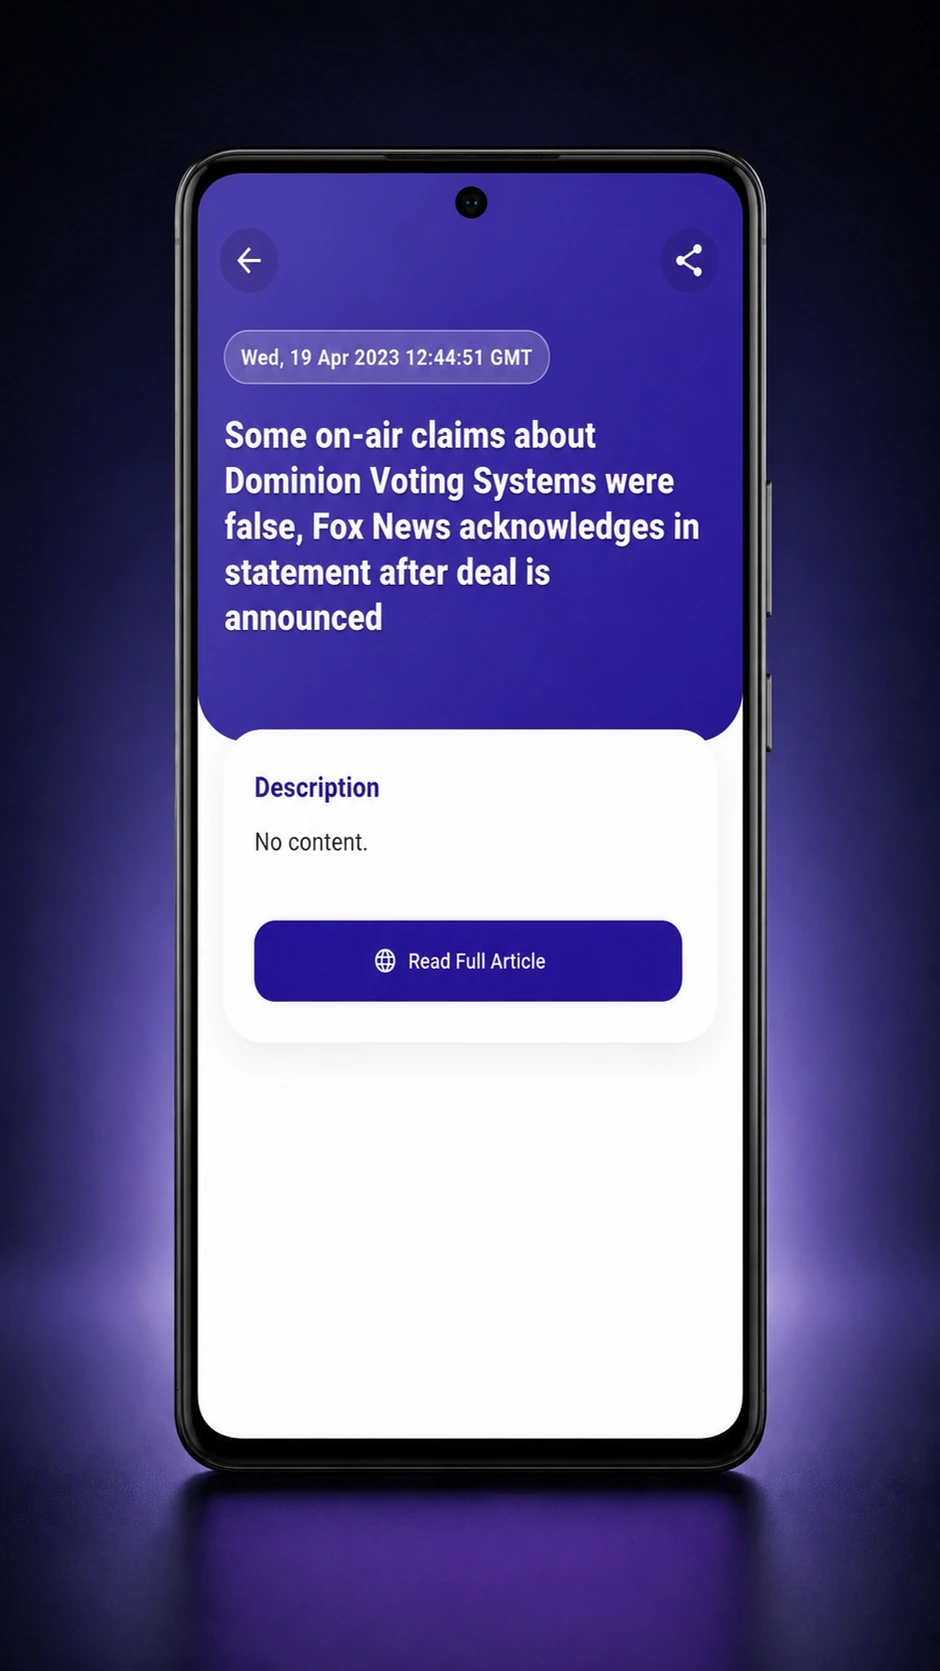 Wed, 19 Apr 2023 12:44:51 GMT
Some on-air claims about
Dominion Voting Systems were
false, Fox News acknowledges in
statement after deal is
announced
Description
No content.
Read Full Article